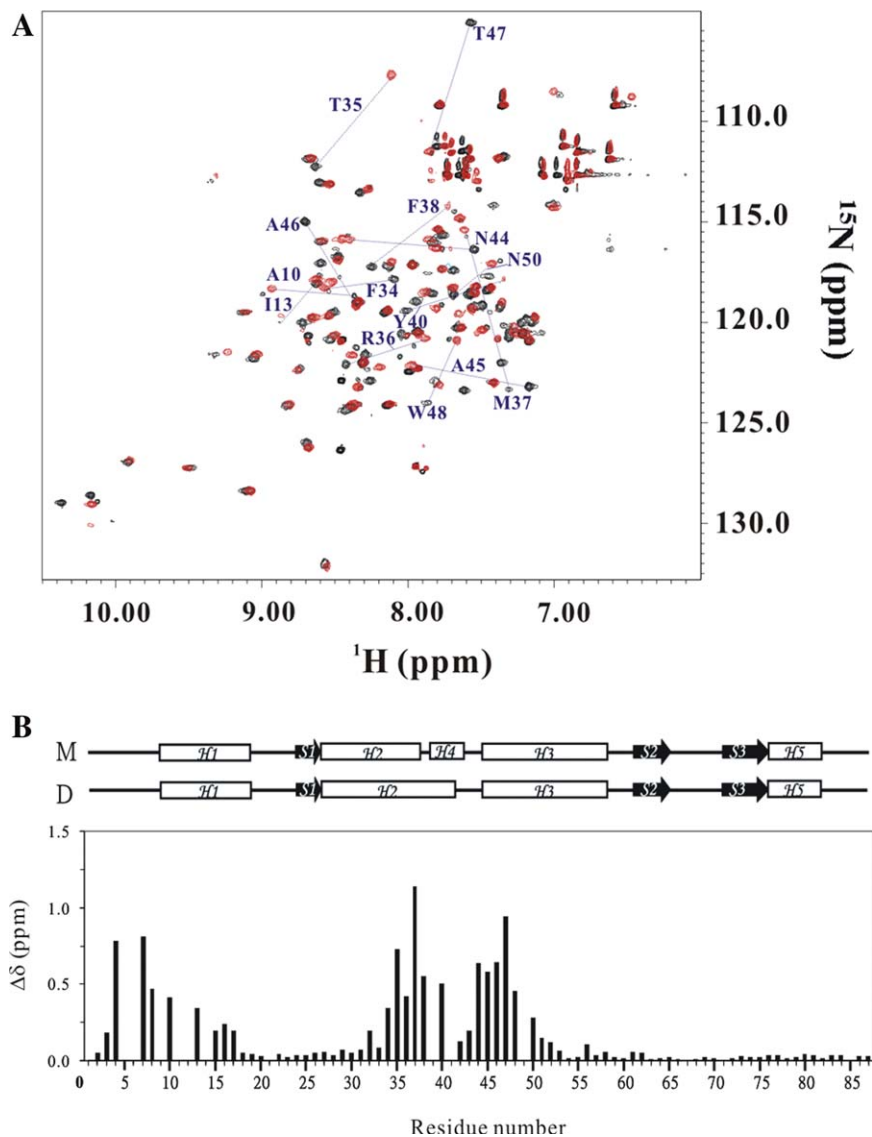 A
T47
T35
110.0
F38
115.0
A46
N44
N50
A10
F34
I13
Y40
120.0
R36
A45
W48
M37
125.0
130.0
¹⁵N (ppm)
10.00 9.00 8.00 7.00
¹H (ppm)
B
M H1 S1 H2 H4 H3 S2 S3 H5
D H1 S1 H2 H3 S2 S3 H5
1.5
1.0
0.5
0.0
Δδ (ppm)
0 5 10 15 20 25 30 35 40 45 50 55 60 65 70 75 80 85
Residue number